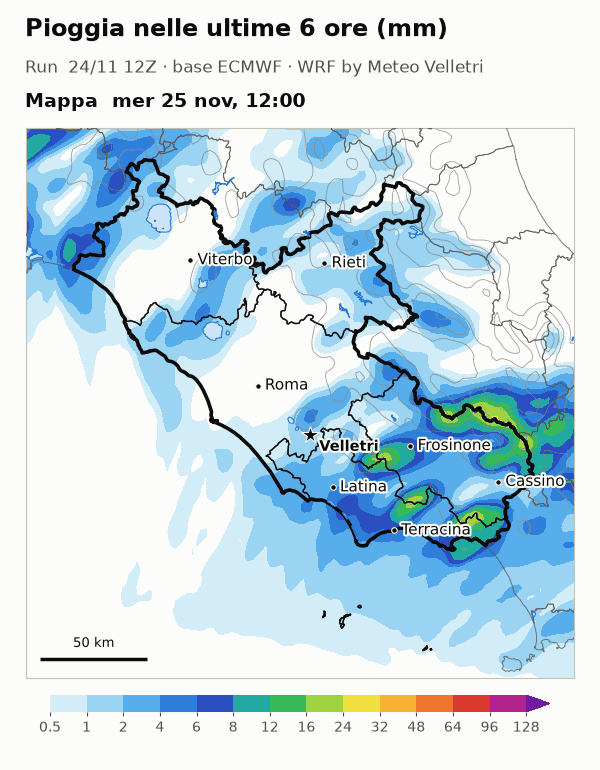 Pioggia nelle ultime 6 ore (mm)
Run  24/11 12Z · base ECMWF · WRF by Meteo Velletri
Mappa  mer 25 nov, 12:00
Viterbo
Rieti
Roma
Velletri
Frosinone
Latina
Cassino
Terracina
50 km
0.5 1 2 4 6 8 12 16 24 32 48 64 96 128